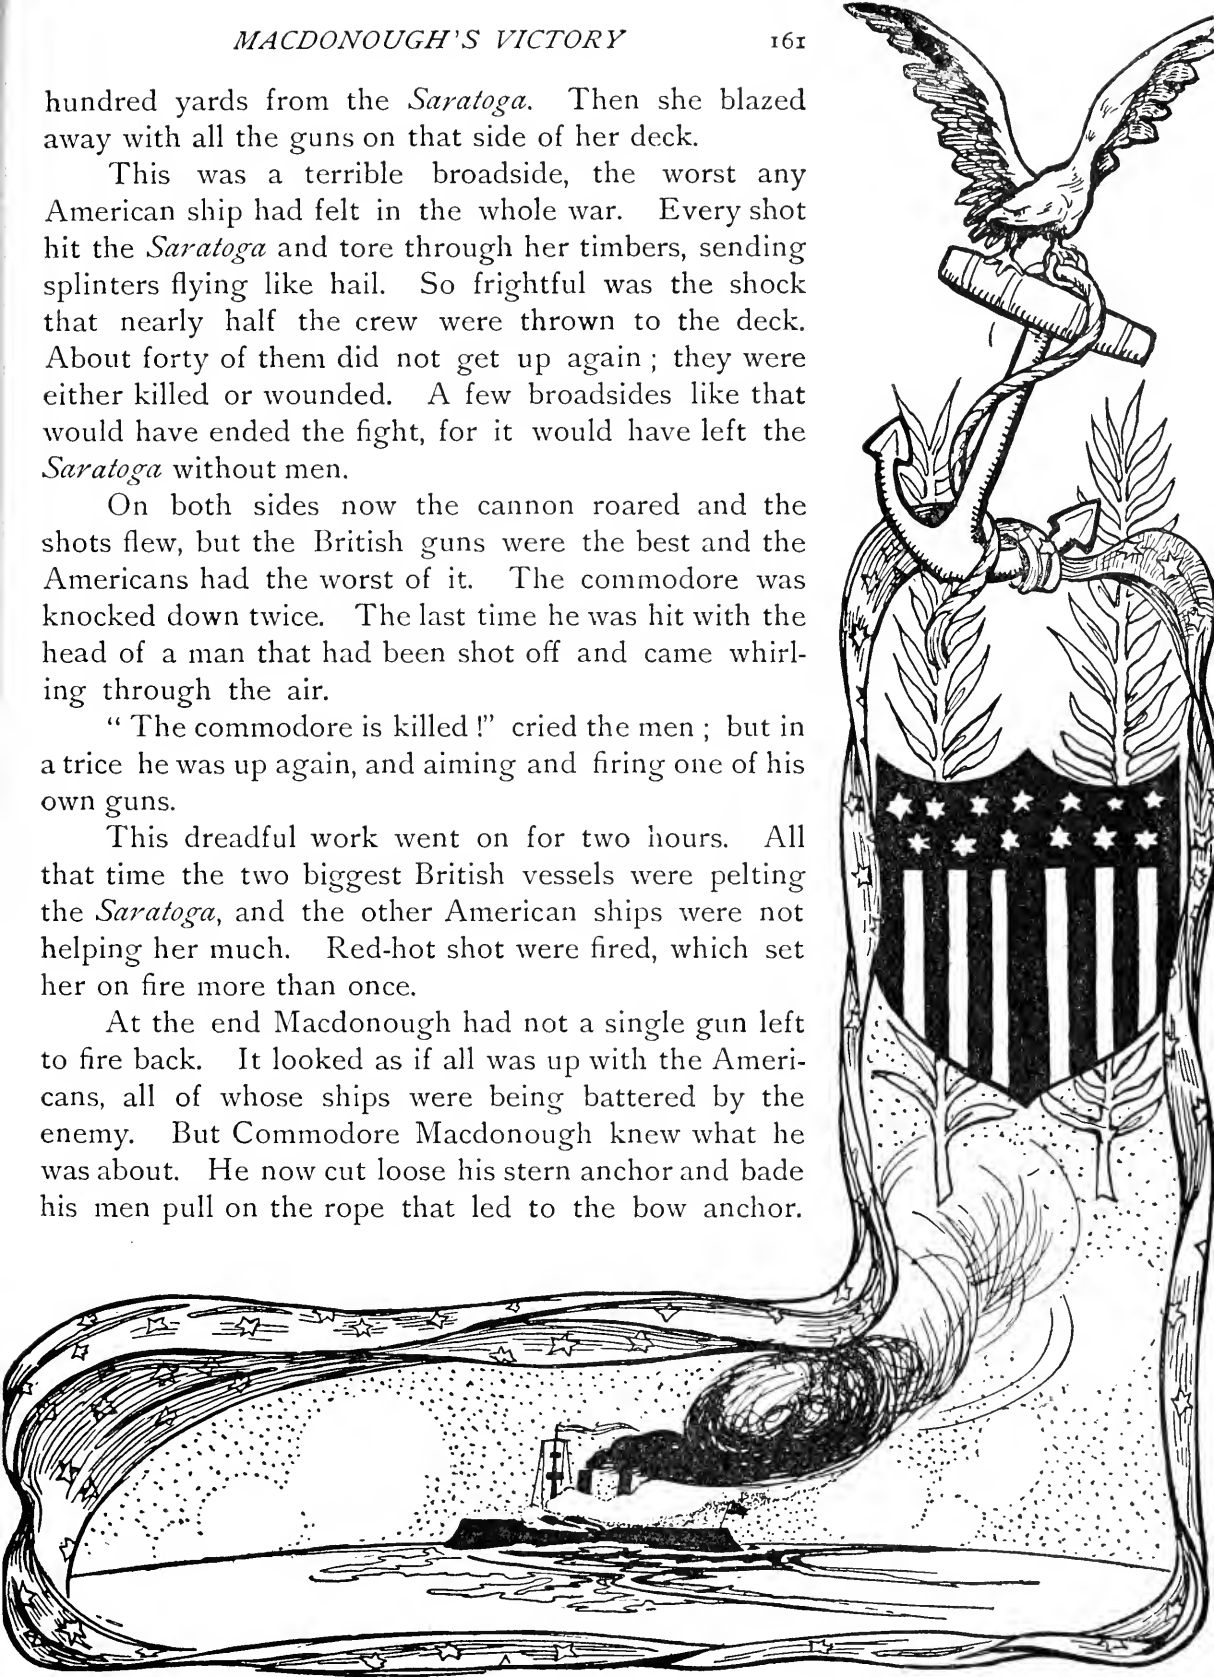 MACDONOUGH'S VICTORY 161
hundred yards from the Saratoga. Then she blazed
away with all the guns on that side of her deck.
This was a terrible broadside, the worst any
American ship had felt in the whole war. Every shot
hit the Saratoga and tore through her timbers, sending
splinters flying like hail. So frightful was the shock
that nearly half the crew were thrown to the deck.
About forty of them did not get up again ; they were
either killed or wounded. A few broadsides like that
would have ended the fight, for it would have left the
Saratoga without men.
On both sides now the cannon roared and the
shots flew, but the British guns were the best and the
Americans had the worst of it. The commodore was
knocked down twice. The last time he was hit with the
head of a man that had been shot off and came whirl-
ing through the air.
“ The commodore is killed !” cried the men ; but in
a trice he was up again, and aiming and firing one of his
own guns.
This dreadful work went on for two hours. All
that time the two biggest British vessels were pelting
the Saratoga, and the other American ships were not
helping her much. Red-hot shot were fired, which set
her on fire more than once.
At the end Macdonough had not a single gun left
to fire back. It looked as if all was up with the Ameri-
cans, all of whose ships were being battered by the
enemy. But Commodore Macdonough knew what he
was about. He now cut loose his stern anchor and bade
his men pull on the rope that led to the bow anchor.